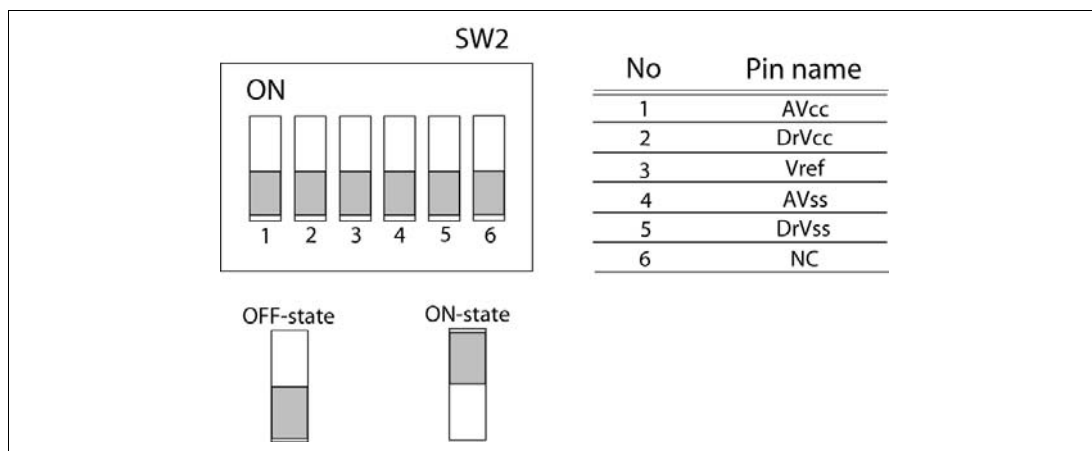 SW2
ON
1 2 3 4 5 6
No Pin name
1 AVcc
2 DrVcc
3 Vref
4 AVss
5 DrVss
6 NC
OFF-state ON-state